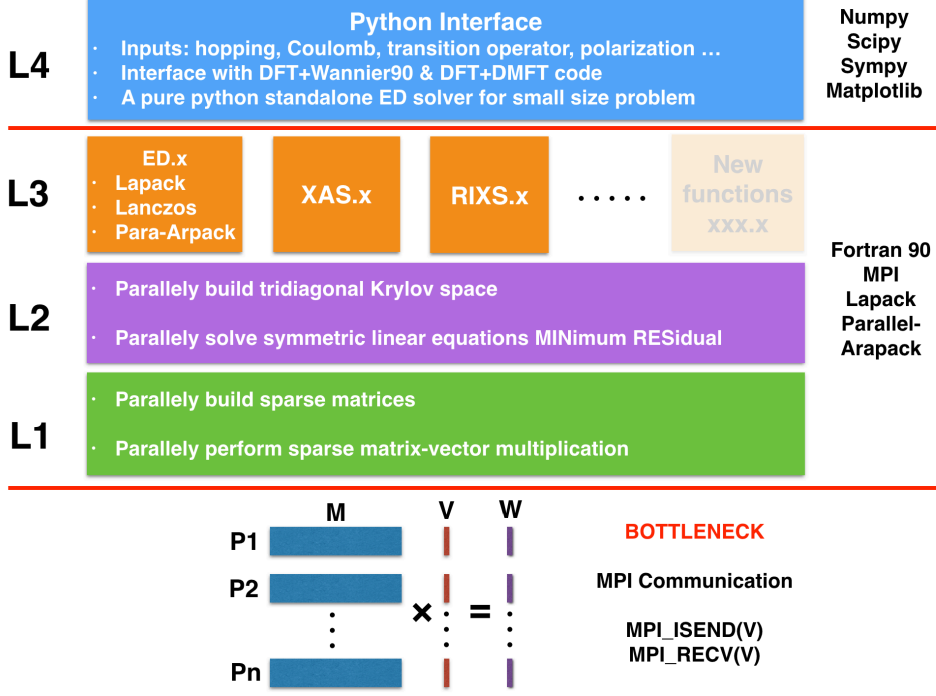 Python Interface
· Inputs: hopping, Coulomb, transition operator, polarization ...
· Interface with DFT+Wannier90 & DFT+DMFT code
· A pure python standalone ED solver for small size problem
L4
Numpy
Scipy
Sympy
Matplotlib
L3
ED.x
· Lapack
· Lanczos
· Para-Arpack
XAS.x
RIXS.x
.....
New
functions
xxx.x
Fortran 90
MPI
Lapack
Parallel-
Arapack
L2
· Parallely build tridiagonal Krylov space
· Parallely solve symmetric linear equations MINimum RESidual
L1
· Parallely build sparse matrices
· Parallely perform sparse matrix-vector multiplication
M V W
P1
P2
× =
Pn
BOTTLENECK
MPI Communication
MPI_ISEND(V)
MPI_RECV(V)